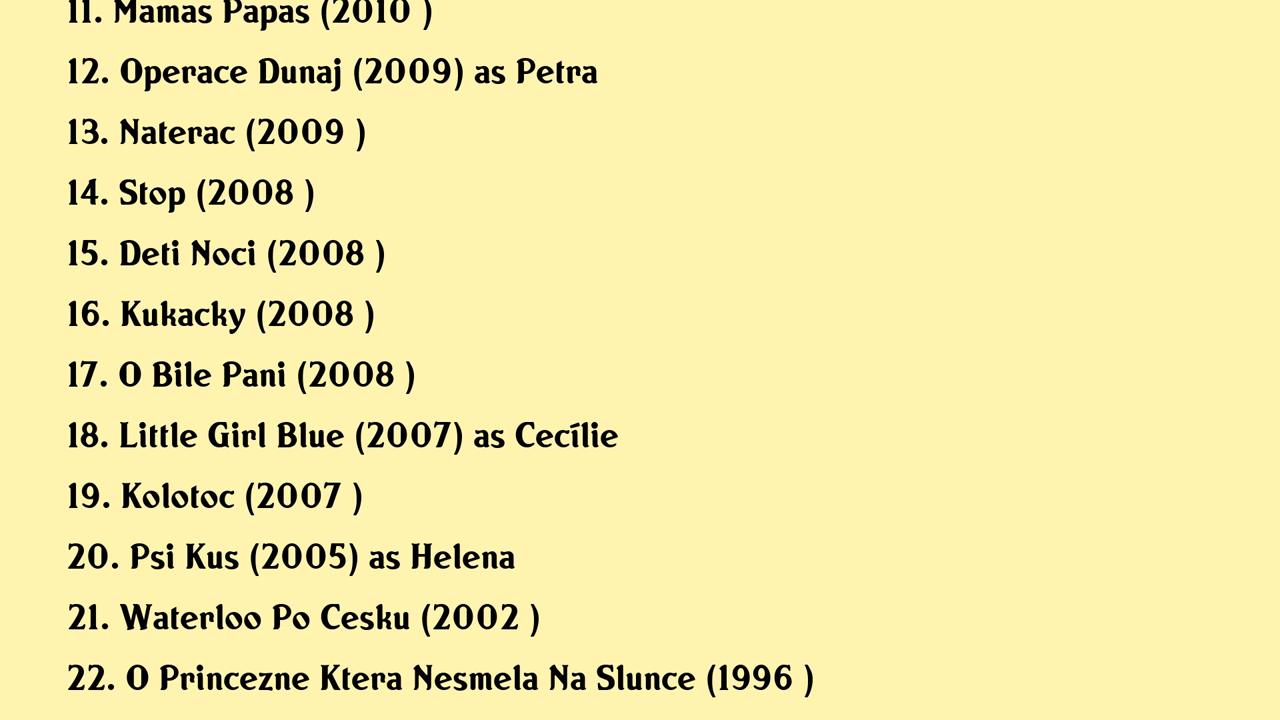 11. Mamas Papas (2010 )
12. Operace Dunaj (2009) as Petra
13. Naterac (2009 )
14. Stop (2008 )
15. Deti Noci (2008 )
16. Kukacky (2008 )
17. O Bile Pani (2008 )
18. Little Girl Blue (2007) as Cecílie
19. Kolotoc (2007 )
20. Psi Kus (2005) as Helena
21. Waterloo Po Cesku (2002 )
22. O Princezne Ktera Nesmela Na Slunce (1996 )